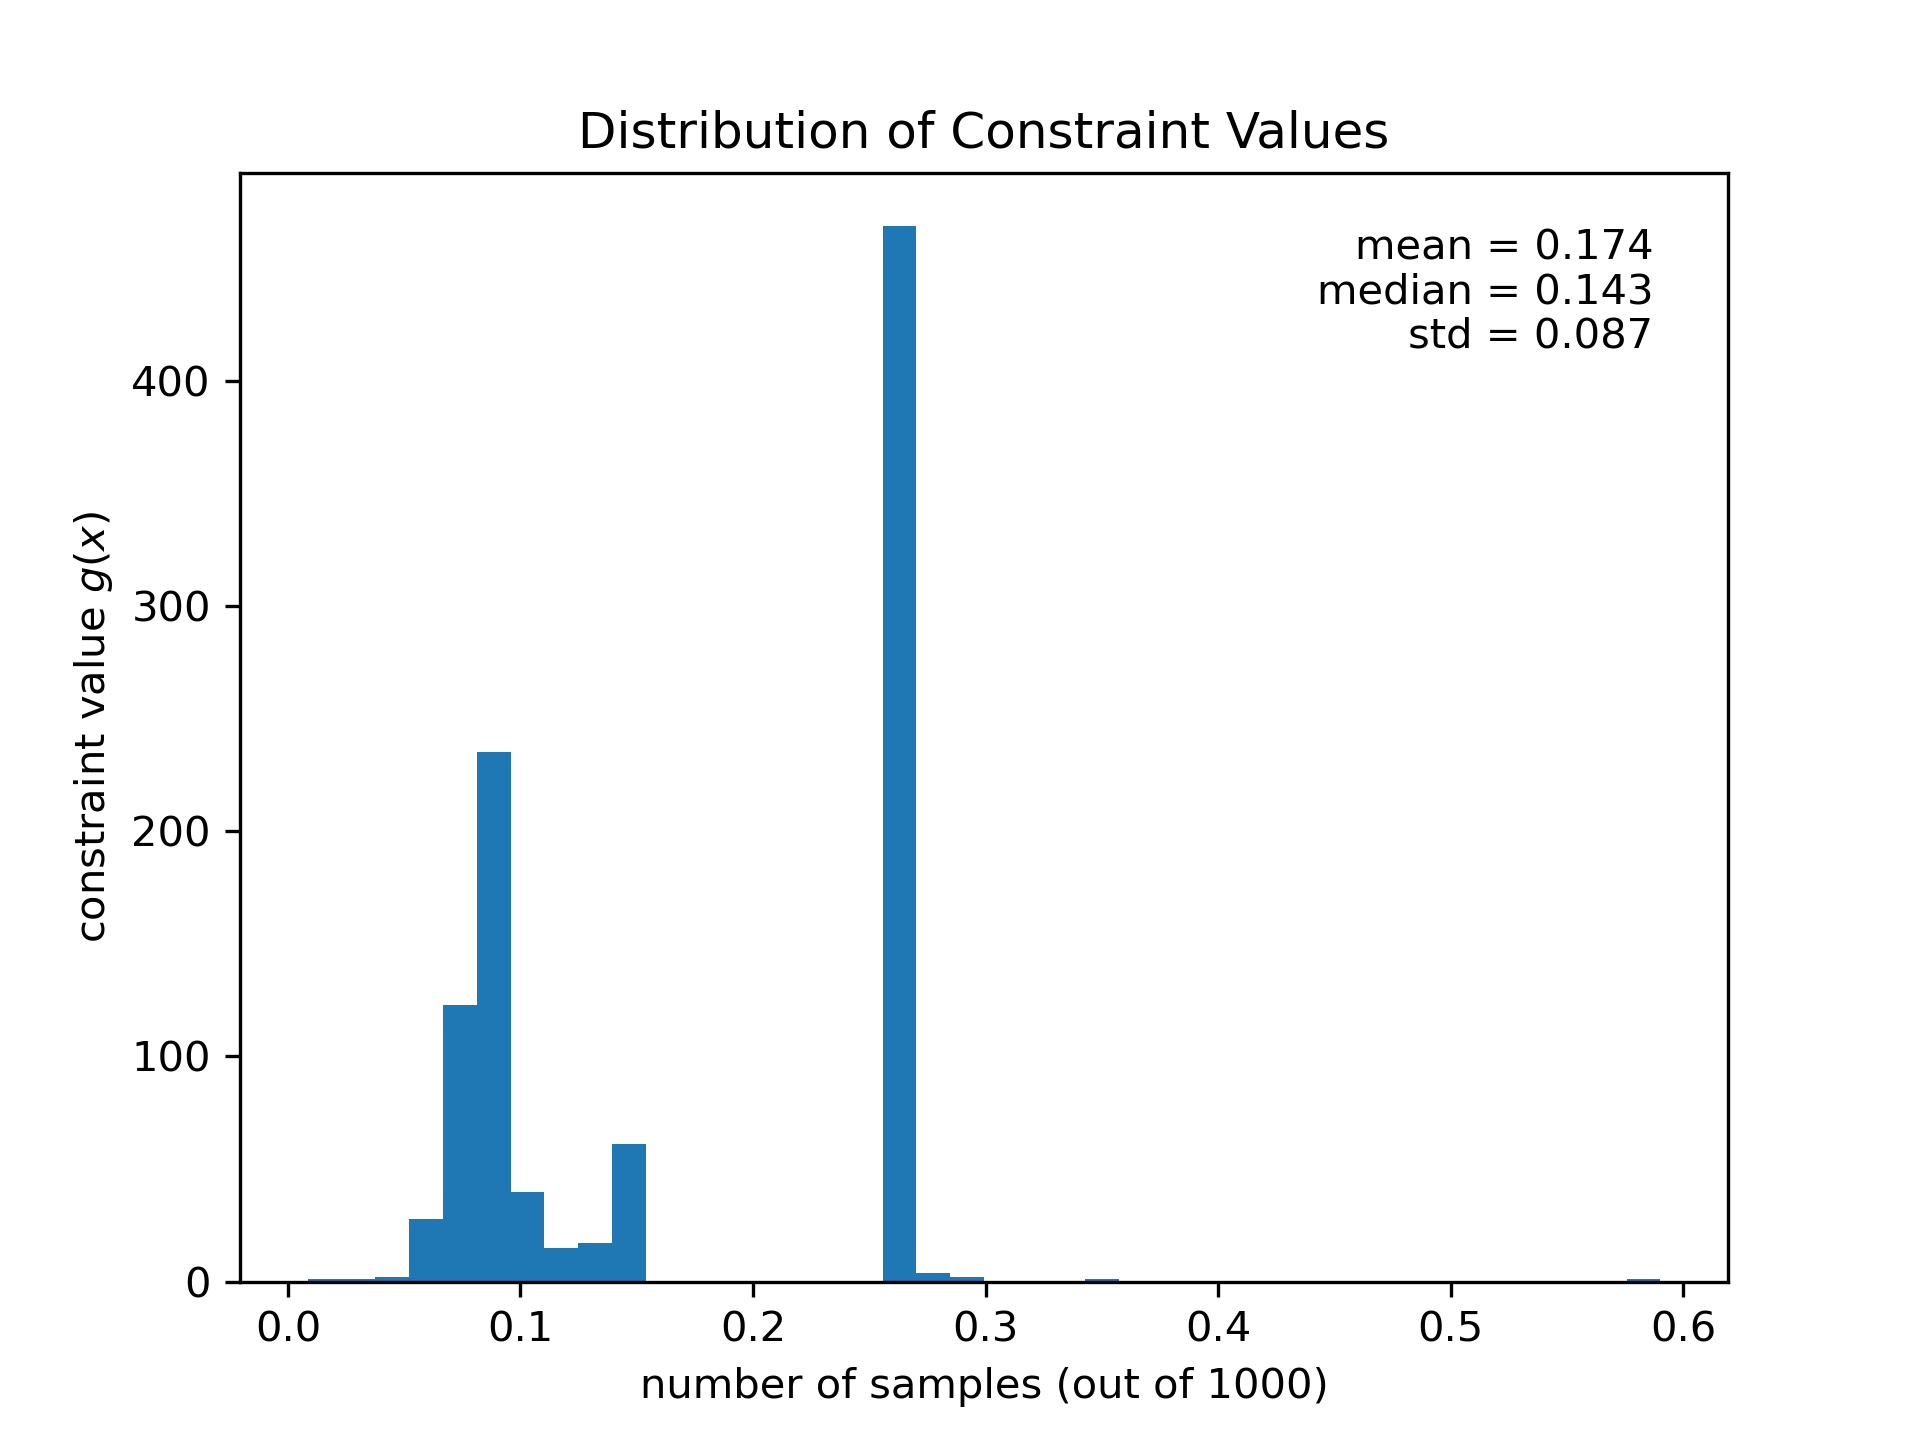 Distribution of Constraint Values
mean = 0.174
median = 0.143
std = 0.087
constraint value g(x)
400
300
200
100
0
0.0 0.1 0.2 0.3 0.4 0.5 0.6
number of samples (out of 1000)